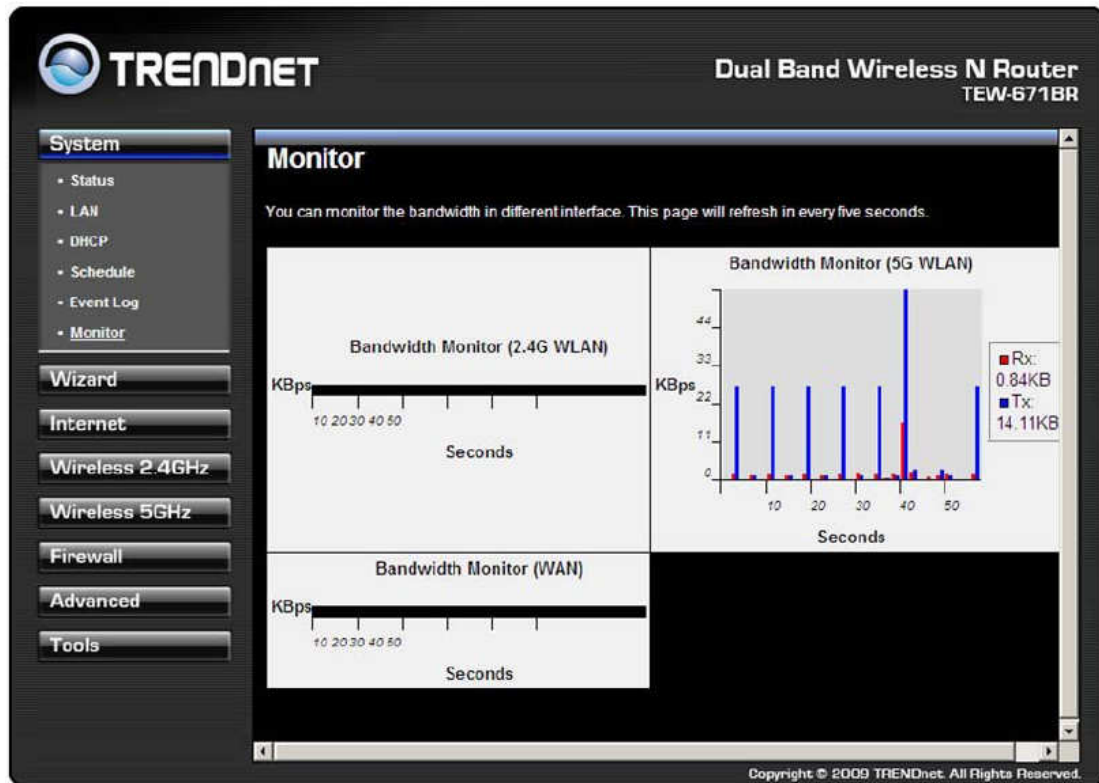 TRENDNET
Dual Band Wireless N Router
TEW-671BR
System
Status
LAN
DHCP
Schedule
Event Log
Monitor
Wizard
Internet
Wireless 2.4GHz
Wireless 5GHz
Firewall
Advanced
Tools
Monitor
You can monitor the bandwidth in different interface. This page will refresh in every five seconds.
Bandwidth Monitor (2.4G WLAN)
KBps
10 20 30 40 50
Seconds
Bandwidth Monitor (5G WLAN)
44
33
KBps
22
11
0
10 20 30 40 50
Seconds
Rx:
0.84KB
Tx:
14.11KB
Bandwidth Monitor (WAN)
KBps
10 20 30 40 50
Seconds
Copyright © 2009 TRENDnet. All Rights Reserved.